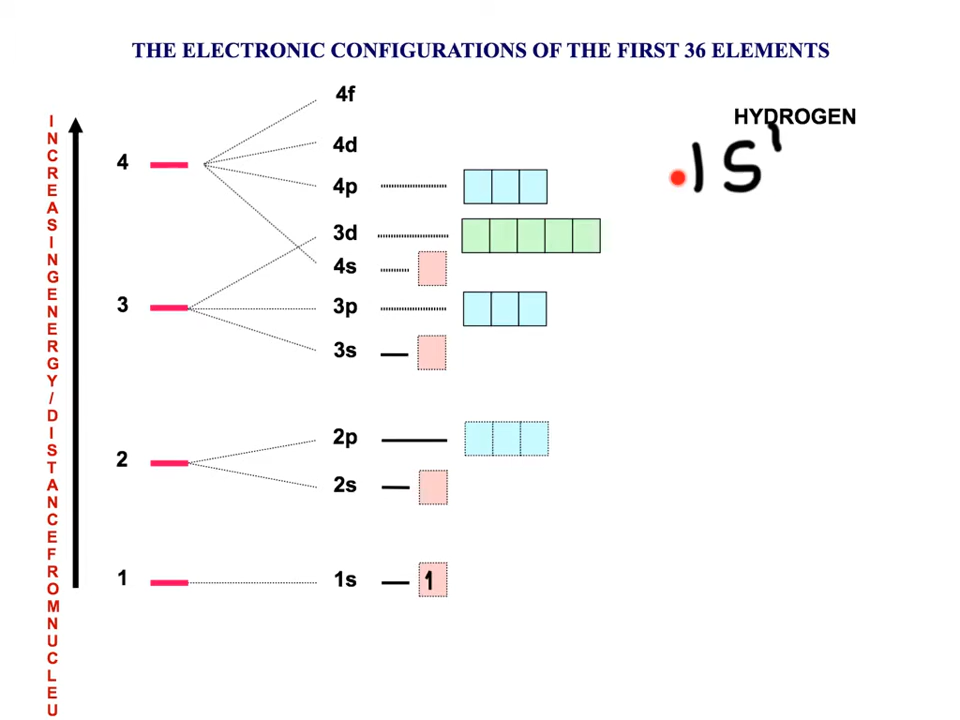 THE ELECTRONIC CONFIGURATIONS OF THE FIRST 36 ELEMENTS
INCREASING ENERGY / DISTANCE FROM NUCLEU
HYDROGEN
1s¹
4
4f
4d
4p
3d
4s
3
3p
3s
2
2p
2s
1
1s
1